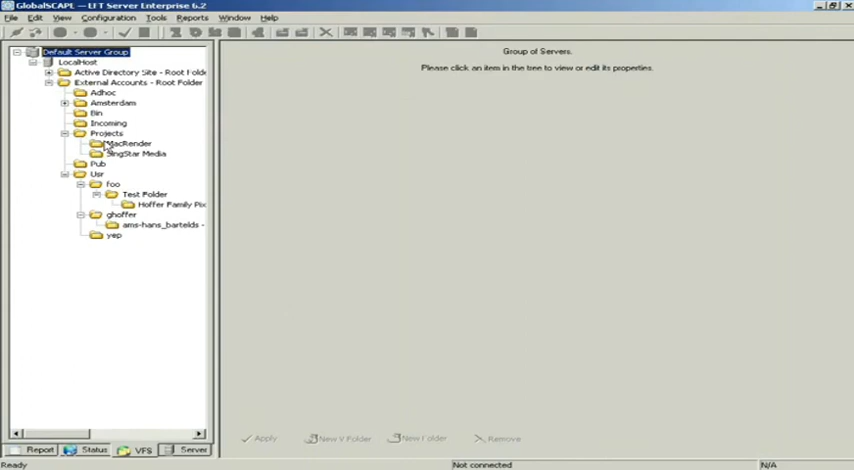 GlobalSCAPE -- EFT Server Enterprise 6.2
File Edit View Configuration Tools Reports Window Help
Default Server Group
LocalHost
Active Directory Site - Root Folde
External Accounts - Root Folder
Adhoc
Amsterdam
Bin
Incoming
Projects
MacRender
SingStar Media
Pub
Usr
foo
Test Folder
Hoffer Family Pix
ghoffer
ams-hans_bartelds -
yep
Group of Servers.
Please click an item in the tree to view or edit its properties.
Apply New V Folder New Folder Remove
Report Status VFS Server
Ready Not connected N/A